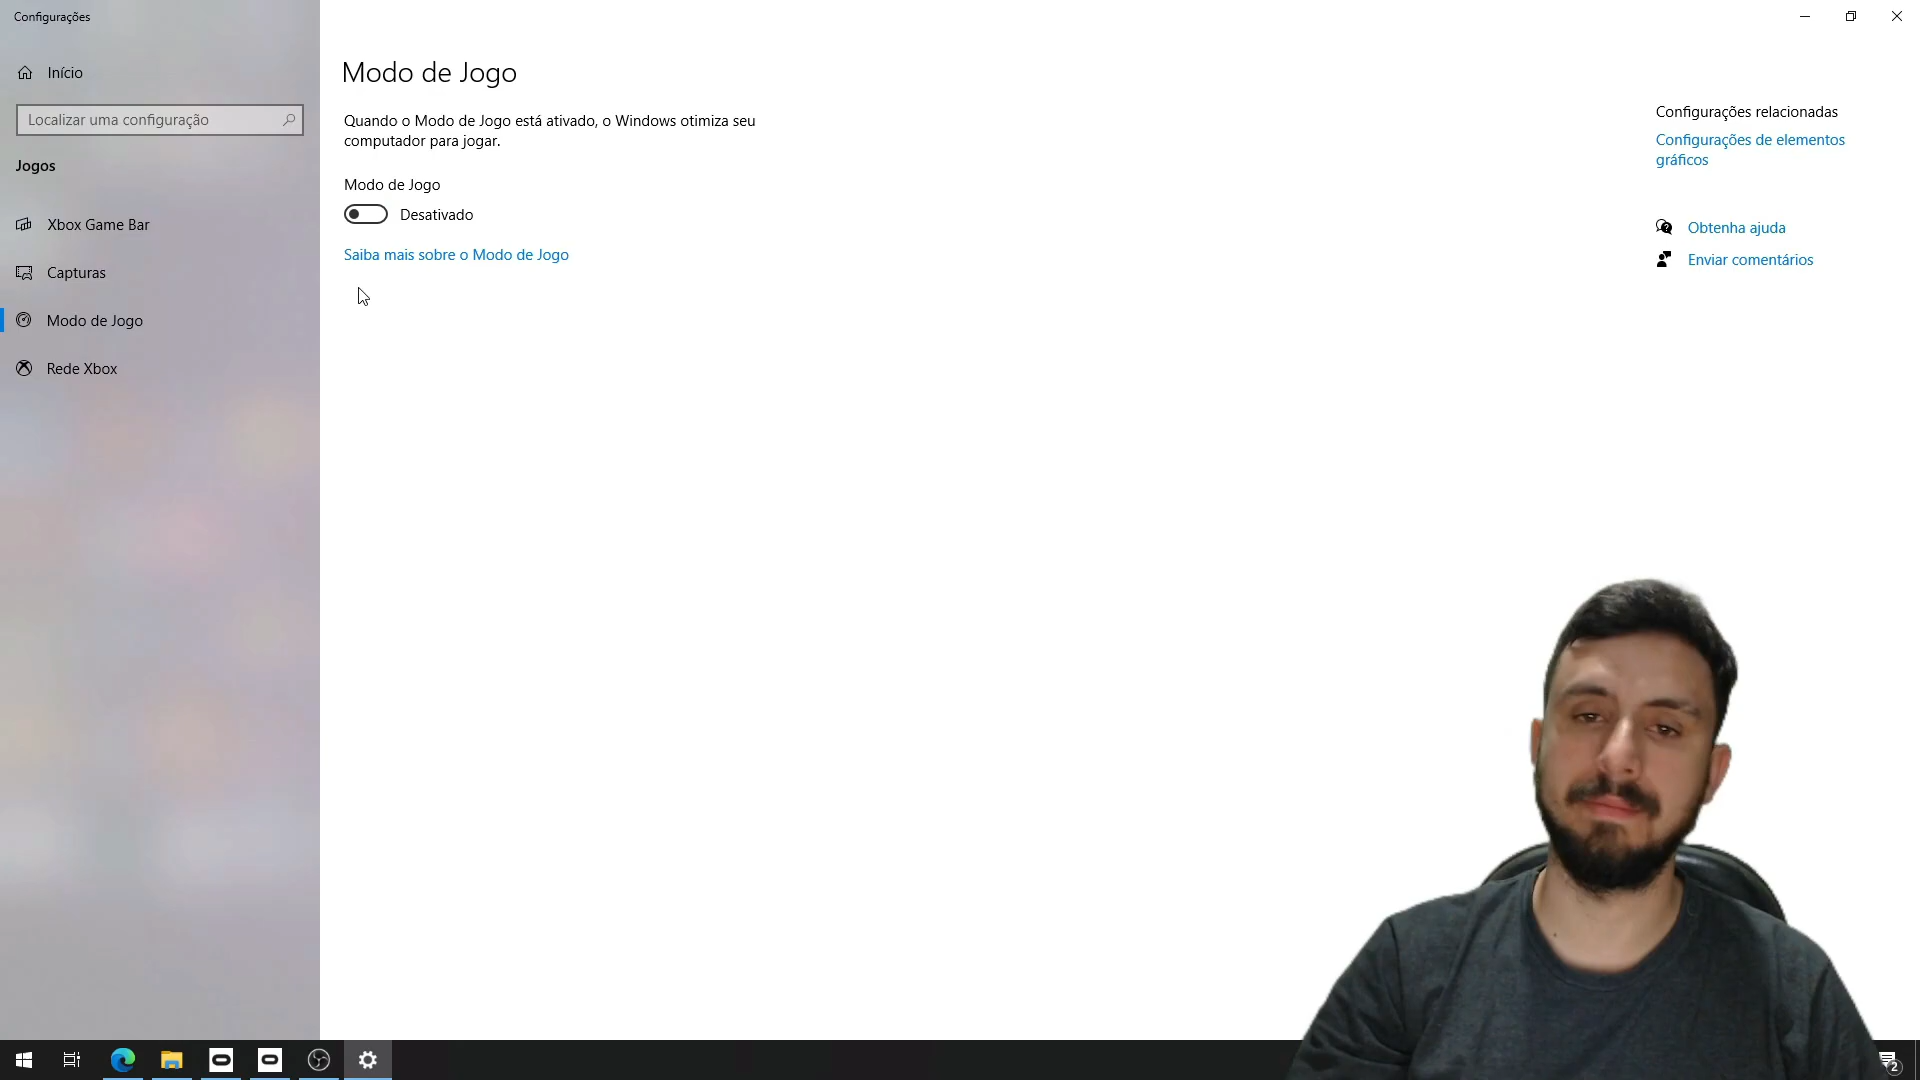 Configurações
Início
Localizar uma configuração
Jogos
Xbox Game Bar
Capturas
Modo de Jogo
Rede Xbox
Modo de Jogo
Quando o Modo de Jogo está ativado, o Windows otimiza seu
computador para jogar.
Modo de Jogo
Desativado
Saiba mais sobre o Modo de Jogo
Configurações relacionadas
Configurações de elementos
gráficos
Obtenha ajuda
Enviar comentários
2